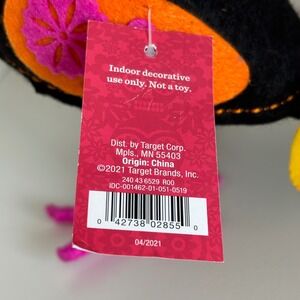 Indoor decorative
use only. Not a toy.
Dist. by Target Corp.
Mpls., MN 55403
Origin: China
©2021 Target Brands, Inc.
240 43 6529 R00
IDC-001462-01-051-0519
0 42738 02855 0
04/2021